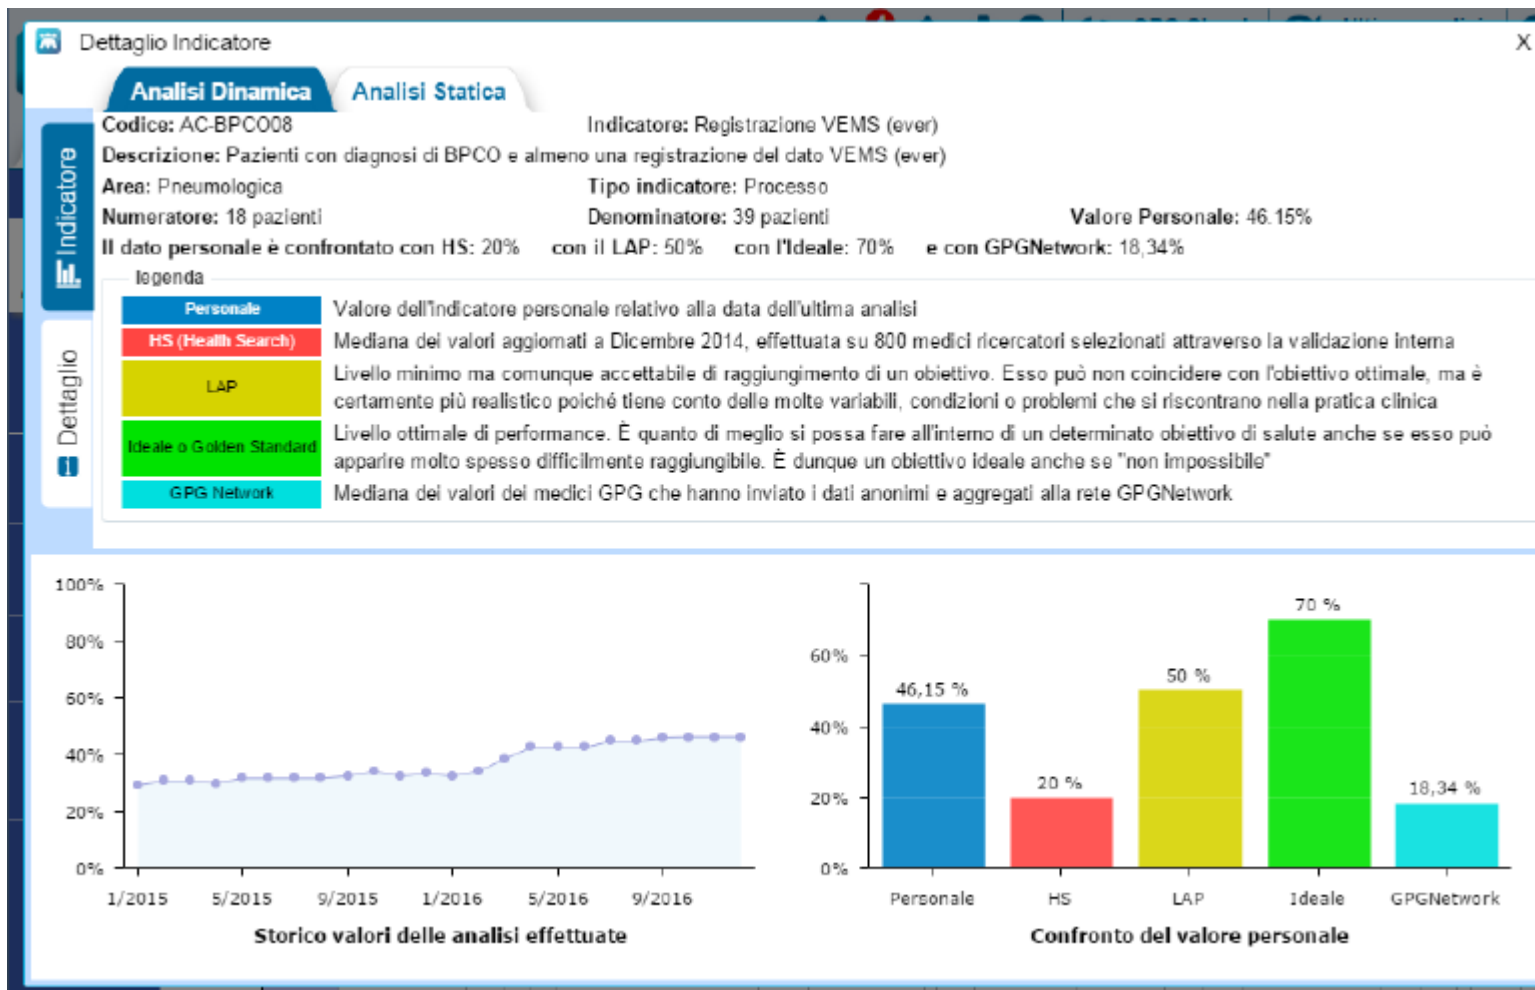 Dettaglio Indicatore
X
Analisi Dinamica
Analisi Statica
Indicatore
Dettaglio
Codice: AC-BPCO08 Indicatore: Registrazione VEMS (ever)
Descrizione: Pazienti con diagnosi di BPCO e almeno una registrazione del dato VEMS (ever)
Area: Pneumologica Tipo indicatore: Processo
Numeratore: 18 pazienti Denominatore: 39 pazienti Valore Personale: 46.15%
Il dato personale è confrontato con HS: 20% con il LAP: 50% con l'Ideale: 70% e con GPGNetwork: 18,34%
legenda
Personale Valore dell'indicatore personale relativo alla data dell'ultima analisi
HS (Health Search) Mediana dei valori aggiornati a Dicembre 2014, effettuata su 800 medici ricercatori selezionati attraverso la validazione interna
LAP Livello minimo ma comunque accettabile di raggiungimento di un obiettivo. Esso può non coincidere con l'obiettivo ottimale, ma è
certamente più realistico poiché tiene conto delle molte variabili, condizioni o problemi che si riscontrano nella pratica clinica
Ideale o Golden Standard Livello ottimale di performance. È quanto di meglio si possa fare all'interno di un determinato obiettivo di salute anche se esso può
apparire molto spesso difficilmente raggiungibile. È dunque un obiettivo ideale anche se "non impossibile"
GPG Network Mediana dei valori dei medici GPG che hanno inviato i dati anonimi e aggregati alla rete GPGNetwork
100%
80%
60%
40%
20%
0%
1/2015 5/2015 9/2015 1/2016 5/2016 9/2016
Storico valori delle analisi effettuate
60%
40%
20%
0%
46,15 %
20 %
50 %
70 %
18,34 %
Personale HS LAP Ideale GPGNetwork
Confronto del valore personale